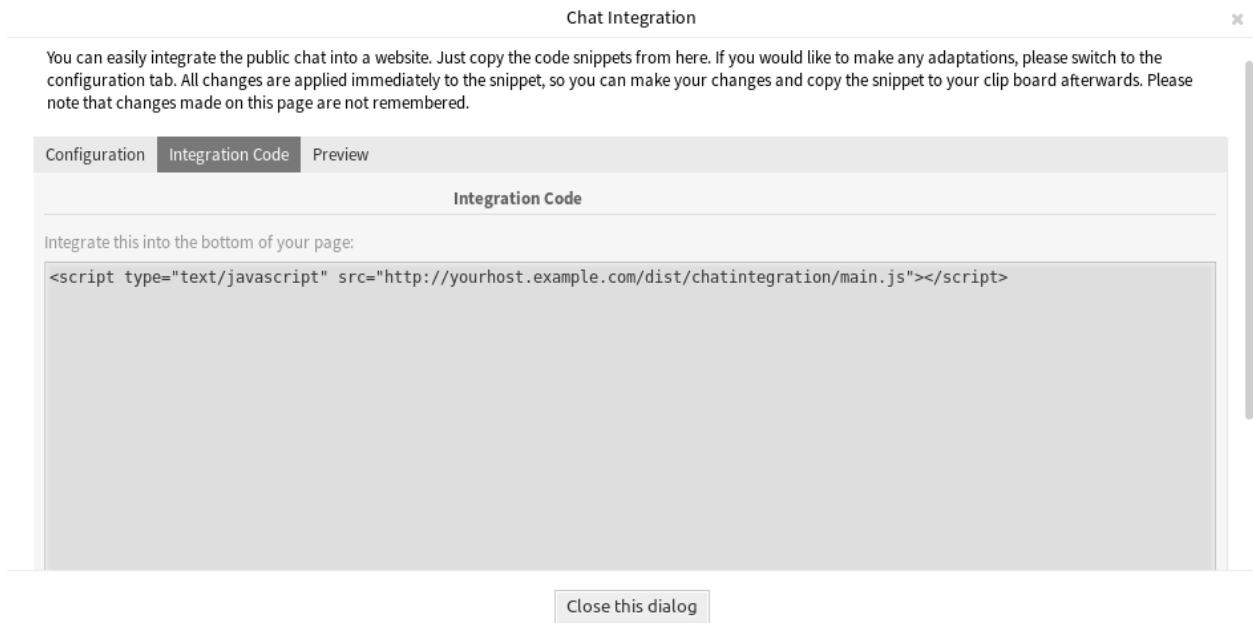 Chat Integration
You can easily integrate the public chat into a website. Just copy the code snippets from here. If you would like to make any adaptations, please switch to the
configuration tab. All changes are applied immediately to the snippet, so you can make your changes and copy the snippet to your clip board afterwards. Please
note that changes made on this page are not remembered.
Configuration Integration Code Preview
Integration Code
Integrate this into the bottom of your page:
<script type="text/javascript" src="http://yourhost.example.com/dist/chatintegration/main.js"></script>
Close this dialog